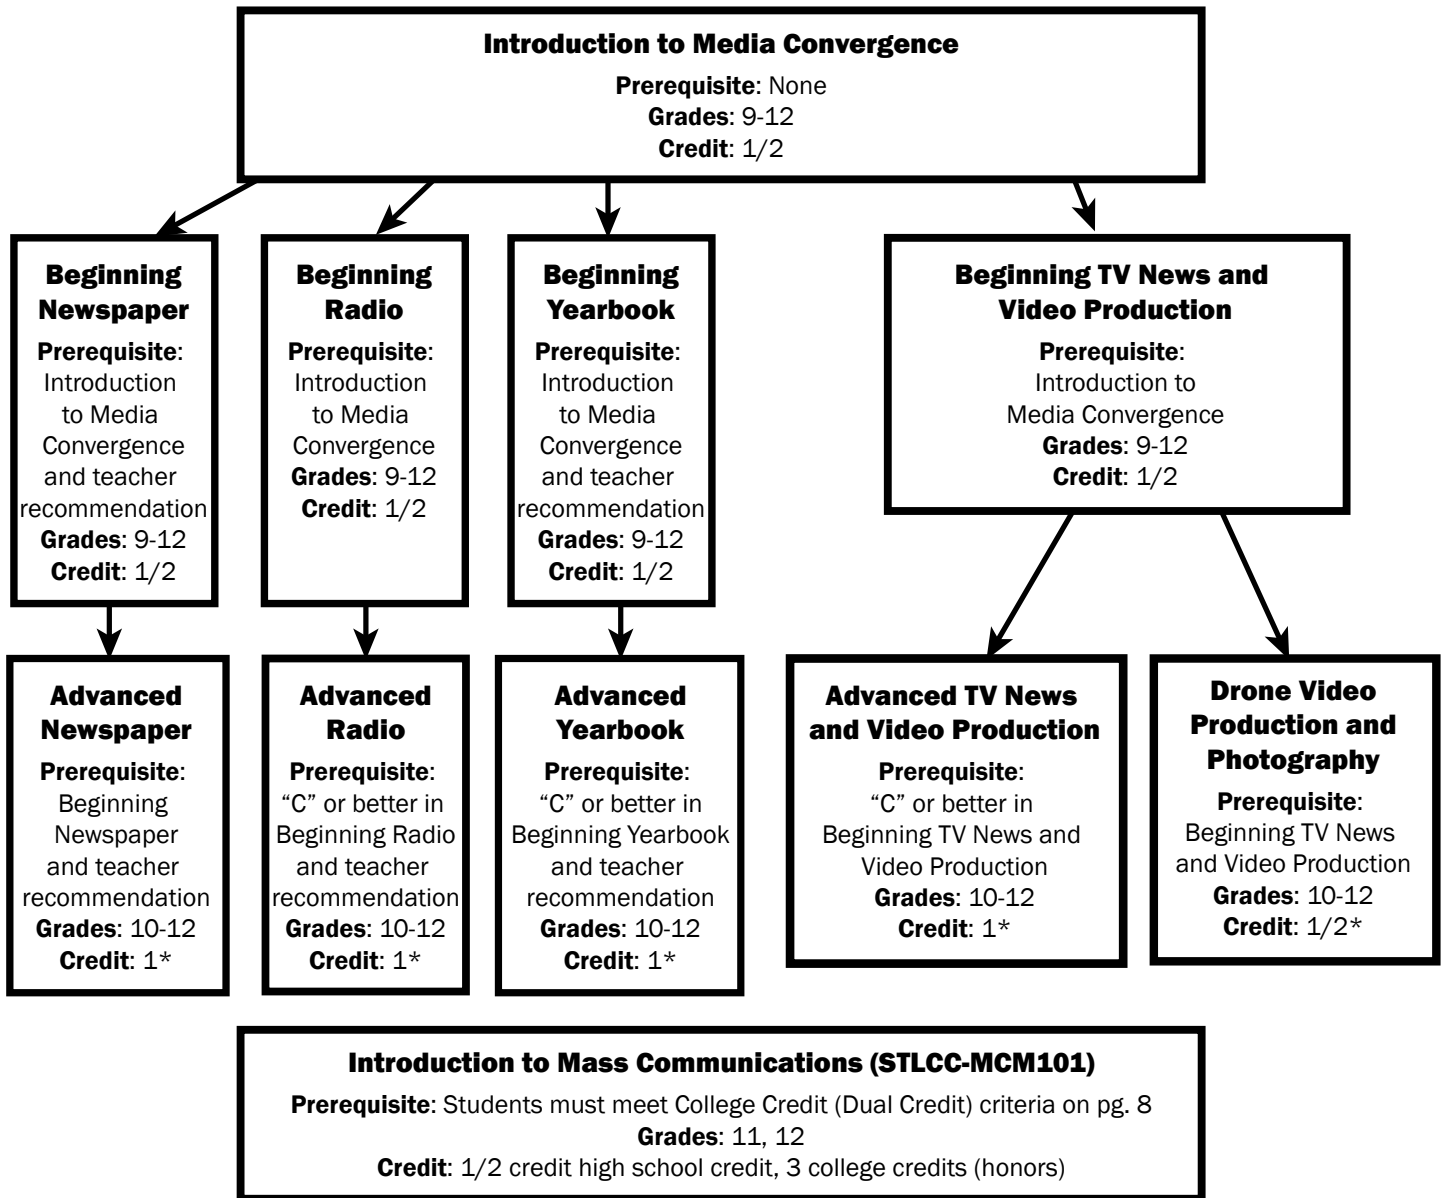 Introduction to Media Convergence
Prerequisite: None
Grades: 9-12
Credit: 1/2
Beginning
Newspaper
Prerequisite:
Introduction
to Media
Convergence
and teacher
recommendation
Grades: 9-12
Credit: 1/2
Beginning
Radio
Prerequisite:
Introduction
to Media
Convergence
Grades: 9-12
Credit: 1/2
Beginning
Yearbook
Prerequisite:
Introduction
to Media
Convergence
and teacher
recommendation
Grades: 9-12
Credit: 1/2
Beginning TV News and
Video Production
Prerequisite:
Introduction to
Media Convergence
Grades: 9-12
Credit: 1/2
Advanced
Newspaper
Prerequisite:
Beginning
Newspaper
and teacher
recommendation
Grades: 10-12
Credit: 1*
Advanced
Radio
Prerequisite:
“C” or better in
Beginning Radio
and teacher
recommendation
Grades: 10-12
Credit: 1*
Advanced
Yearbook
Prerequisite:
“C” or better in
Beginning Yearbook
and teacher
recommendation
Grades: 10-12
Credit: 1*
Advanced TV News
and Video Production
Prerequisite:
“C” or better in
Beginning TV News and
Video Production
Grades: 10-12
Credit: 1*
Drone Video
Production and
Photography
Prerequisite:
Beginning TV News
and Video Production
Grades: 10-12
Credit: 1/2*
Introduction to Mass Communications (STLCC-MCM101)
Prerequisite: Students must meet College Credit (Dual Credit) criteria on pg. 8
Grades: 11, 12
Credit: 1/2 credit high school credit, 3 college credits (honors)